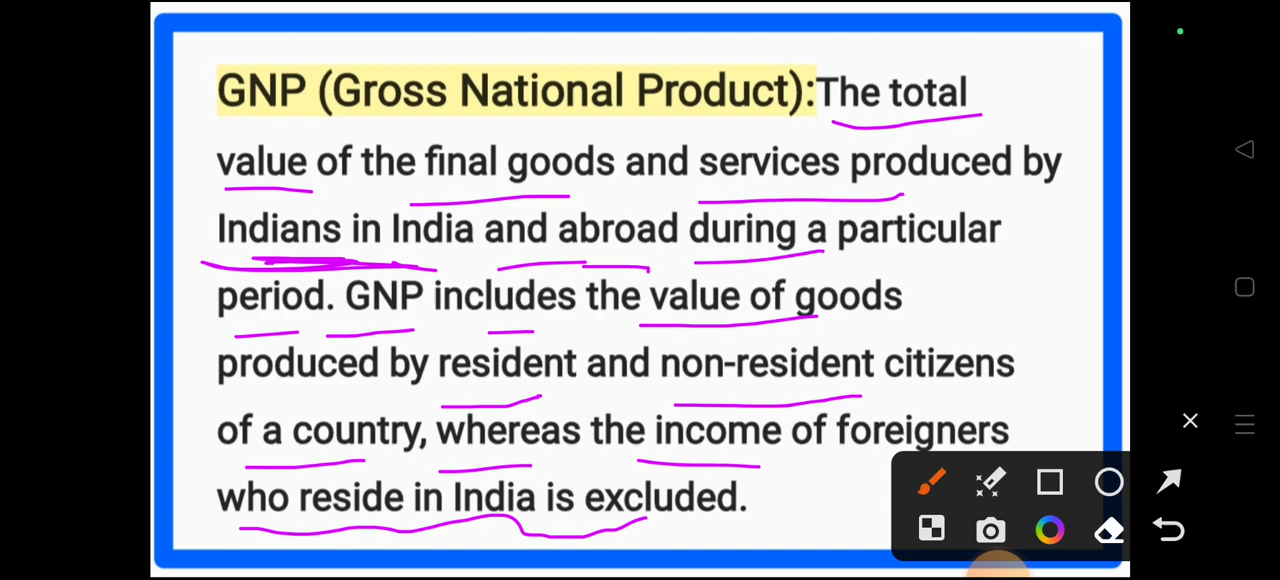 GNP (Gross National Product):The total
value of the final goods and services produced by
Indians in India and abroad during a particular
period. GNP includes the value of goods
produced by resident and non-resident citizens
of a country, whereas the income of foreigners
who reside in India is excluded.